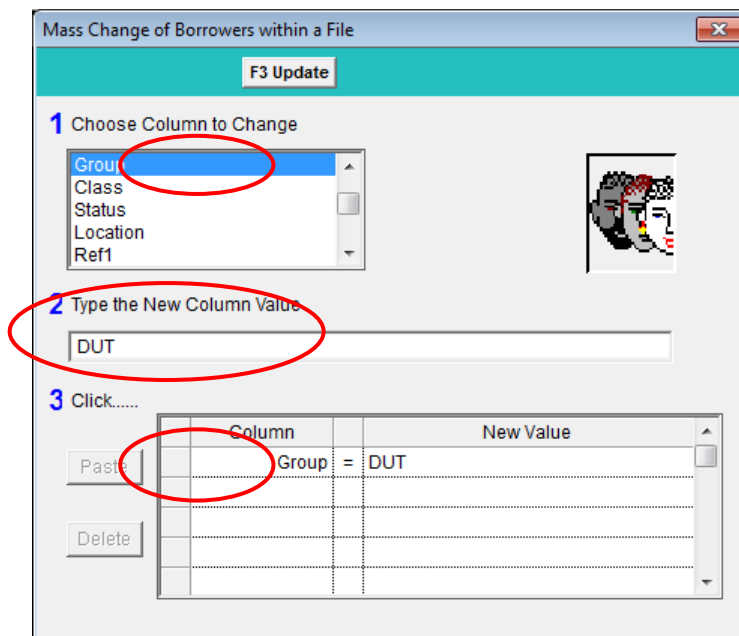 Mass Change of Borrowers within a File
F3 Update
1 Choose Column to Change
Group
Class
Status
Location
Ref1
2 Type the New Column Value
DUT
3 Click......
Column New Value
Paste
Group = DUT
Delete